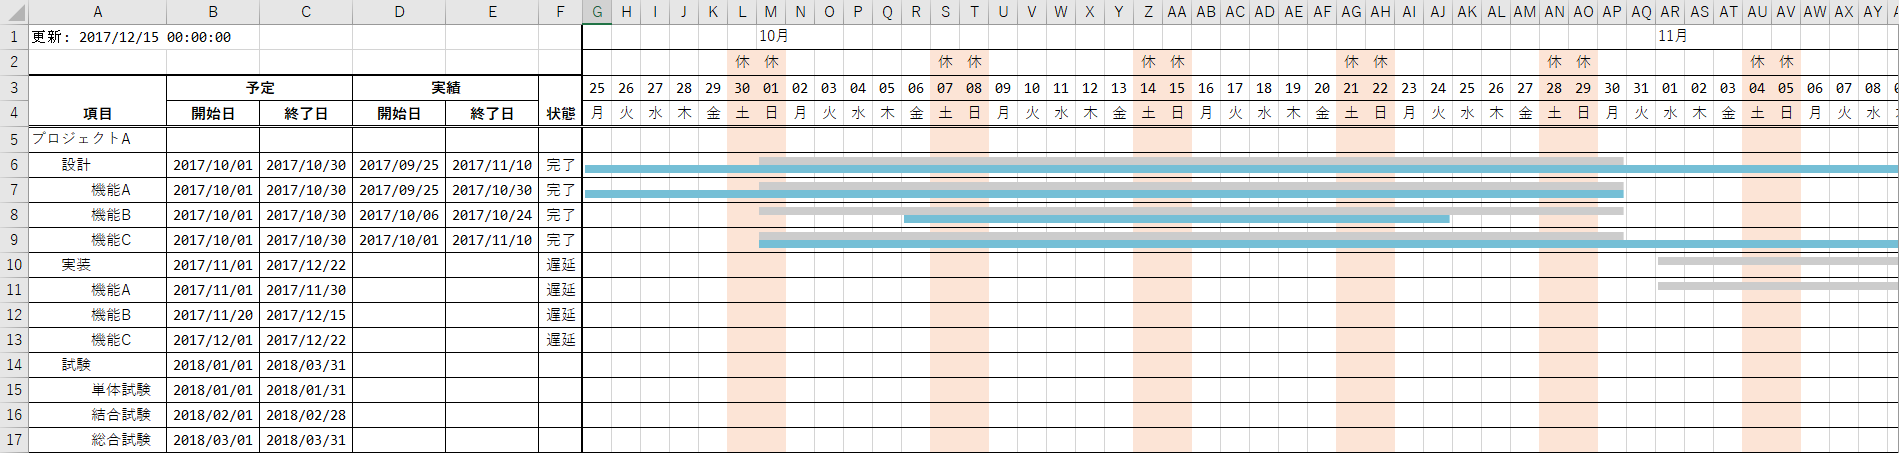 A B C D E F G H I J K L M N O P Q R S T U V W X Y Z AA AB AC AD AE AF AG AH AI AJ AK AL AM AN AO AP AQ AR AS AT AU AV AW AX AY
1 更新: 2017/12/15 00:00:00 10月 11月
2 休 休 休 休 休 休 休 休 休 休 休 休
3 予定 実績 25 26 27 28 29 30 01 02 03 04 05 06 07 08 09 10 11 12 13 14 15 16 17 18 19 20 21 22 23 24 25 26 27 28 29 30 31 01 02 03 04 05 06 07 08
4 項目 開始日 終了日 開始日 終了日 状態 月 火 水 木 金 土 日 月 火 水 木 金 土 日 月 火 水 木 金 土 日 月 火 水 木 金 土 日 月 火 水 木 金 土 日 月 火 水 木 金 土 日 月 火 水
5 プロジェクトA
6 設計 2017/10/01 2017/10/30 2017/09/25 2017/11/10 完了
7 機能A 2017/10/01 2017/10/30 2017/09/25 2017/10/30 完了
8 機能B 2017/10/01 2017/10/30 2017/10/06 2017/10/24 完了
9 機能C 2017/10/01 2017/10/30 2017/10/01 2017/11/10 完了
10 実装 2017/11/01 2017/12/22 遅延
11 機能A 2017/11/01 2017/11/30 遅延
12 機能B 2017/11/20 2017/12/15 遅延
13 機能C 2017/12/01 2017/12/22 遅延
14 試験 2018/01/01 2018/03/31
15 単体試験 2018/01/01 2018/01/31
16 結合試験 2018/02/01 2018/02/28
17 総合試験 2018/03/01 2018/03/31